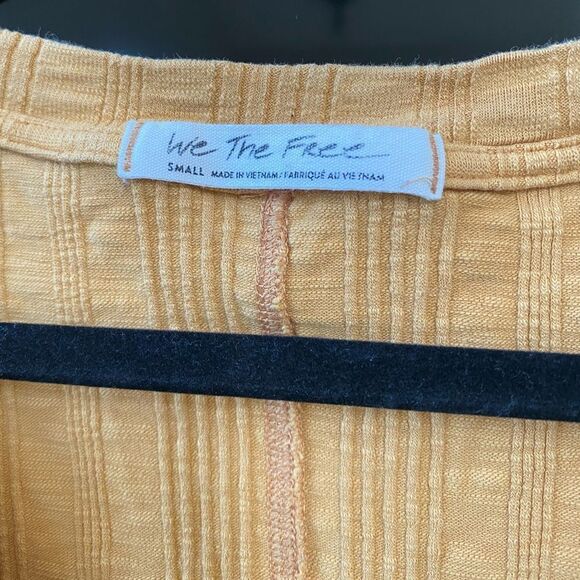 We The Free
SMALL MADE IN VIETNAM / FABRIQUÉ AU VIETNAM